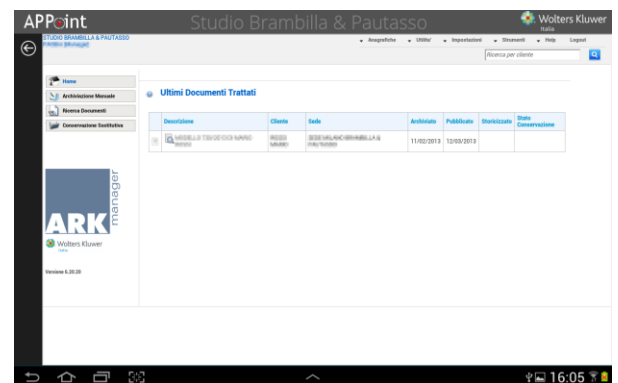 APPoint
Studio Brambilla & Pautasso
Wolters Kluwer
Italia
STUDIO BRAMBILLA & PAUTASSO
Anagrafiche Utilita' Impostazioni Strumenti Help Logout
Ricerca per cliente
Home
Archiviazione Manuale
Ricerca Documenti
Conservazione Sostitutiva
Ultimi Documenti Trattati
Descrizione Cliente Sede Archiviato Pubblicato Storicizzato Stato Conservazione
11/02/2013 12/03/2013
ARK manager
Wolters Kluwer
Italia
Versione 6.20.20
16:05